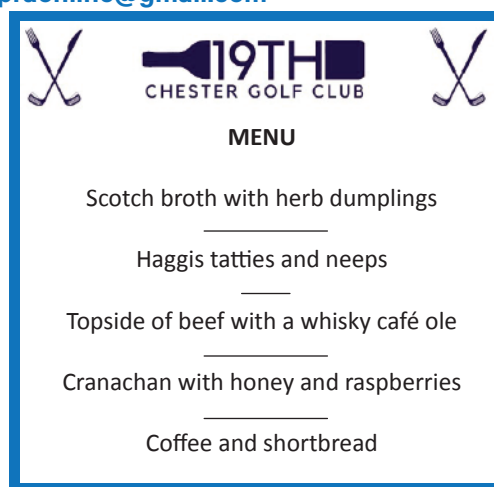 19TH
CHESTER GOLF CLUB
MENU
Scotch broth with herb dumplings
Haggis tatties and neeps
Topside of beef with a whisky café ole
Cranachan with honey and raspberries
Coffee and shortbread